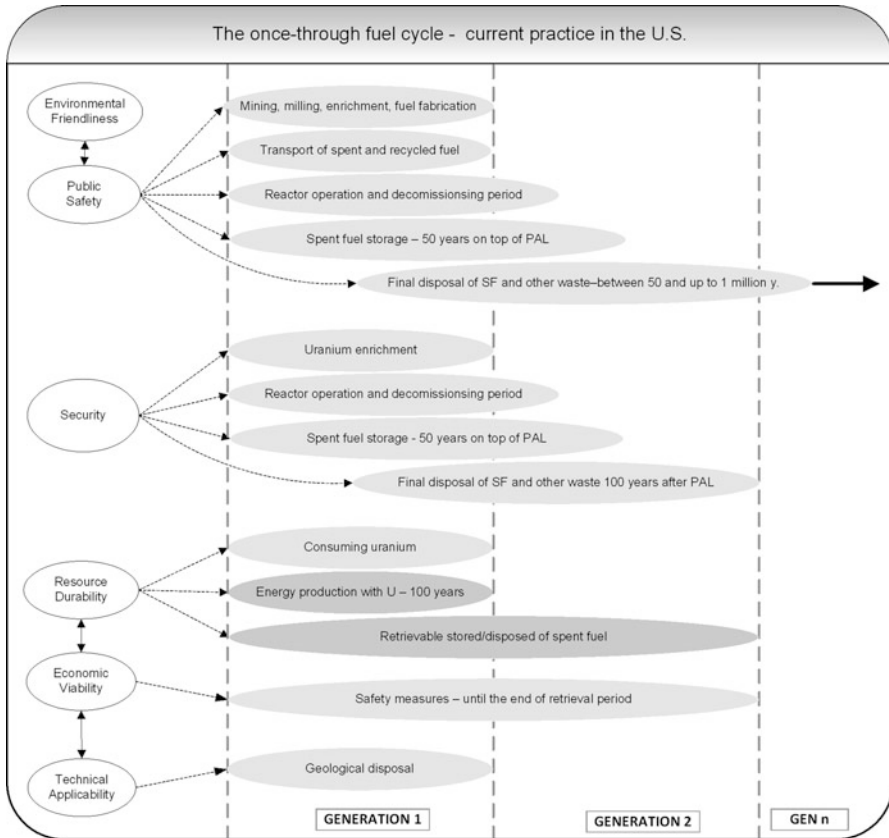 The once-through fuel cycle - current practice in the U.S.
Environmental
Friendliness
Public
Safety
Mining, milling, enrichment, fuel fabrication
Transport of spent and recycled fuel
Reactor operation and decomissionsing period
Spent fuel storage – 50 years on top of PAL
Final disposal of SF and other waste–between 50 and up to 1 million y.
Security
Uranium enrichment
Reactor operation and decomissionsing period
Spent fuel storage - 50 years on top of PAL
Final disposal of SF and other waste 100 years after PAL
Resource
Durability
Consuming uranium
Energy production with U – 100 years
Retrievable stored/disposed of spent fuel
Economic
Viability
Safety measures – until the end of retrieval period
Technical
Applicability
Geological disposal
GENERATION 1
GENERATION 2
GEN n